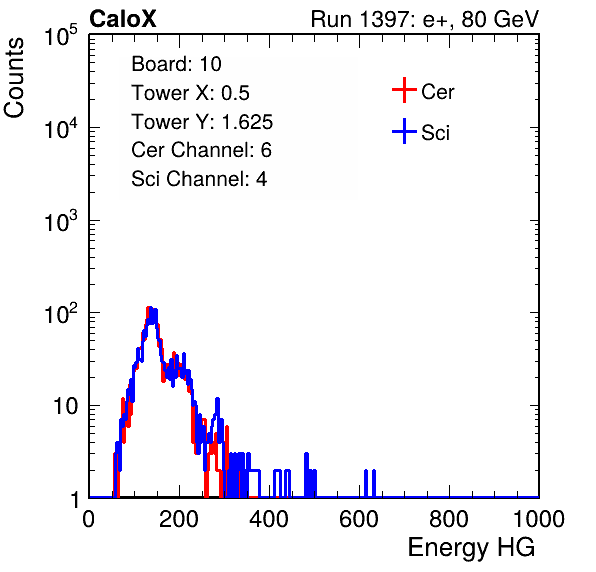 CaloX Run 1397: e+, 80 GeV
Counts
10^5
10^4
10^3
10^2
10
1
Board: 10
Tower X: 0.5
Tower Y: 1.625
Cer Channel: 6
Sci Channel: 4
Cer
Sci
0 200 400 600 800 1000
Energy HG